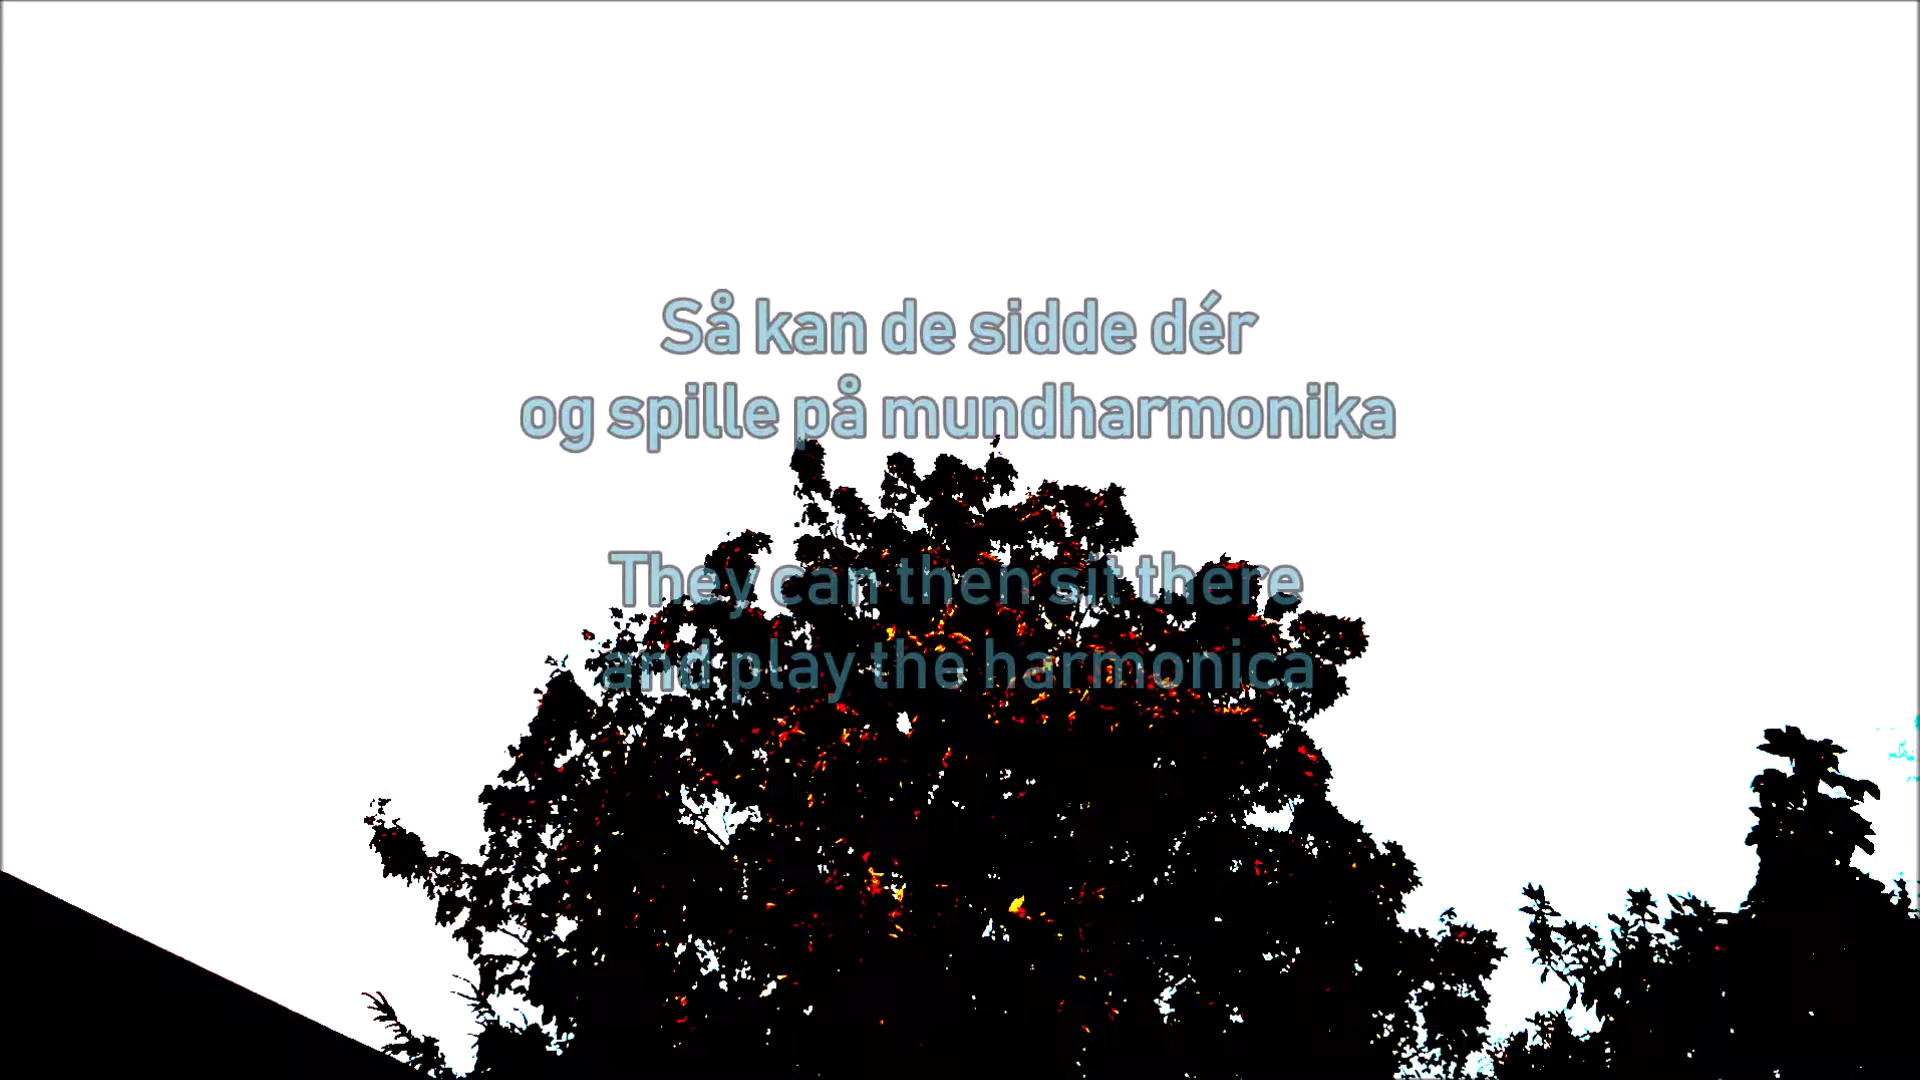 Så kan de sidde dér
og spille på mundharmonika
They can then sit there
and play the harmonica